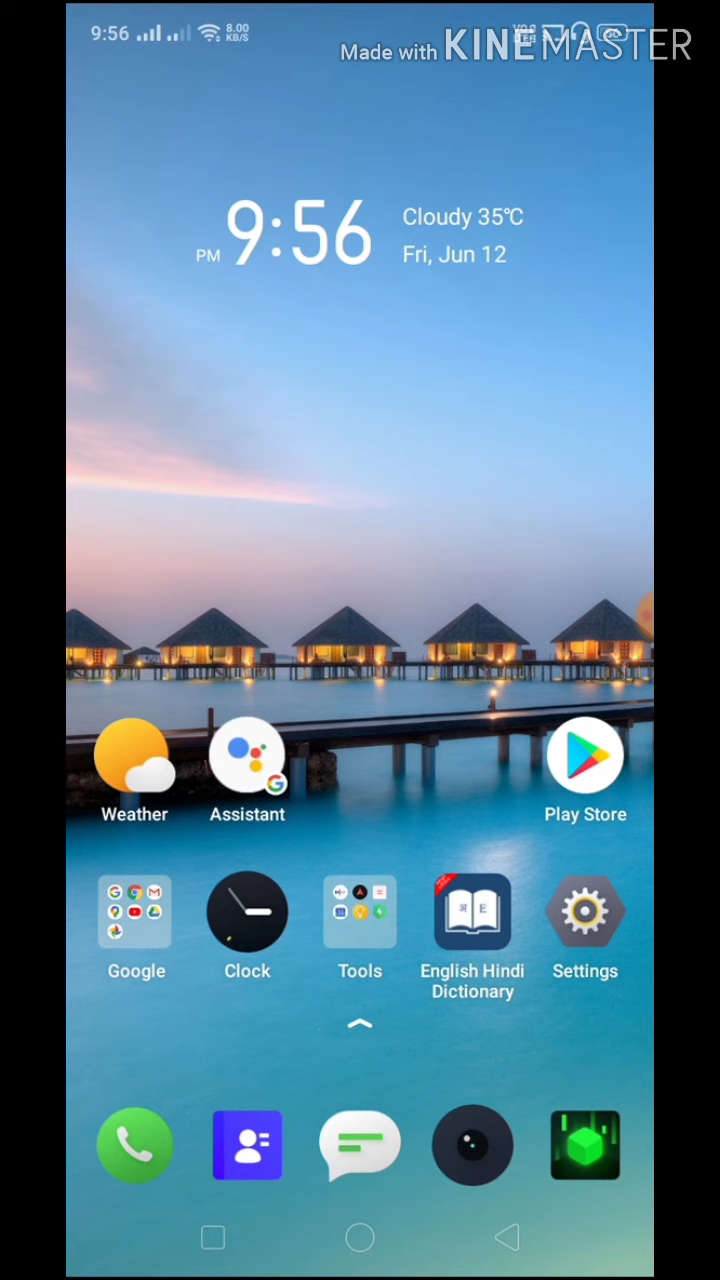 9:56
8.00
KB/S
Made with KINEMASTER
9:56
PM
Cloudy 35℃
Fri, Jun 12
Weather
Assistant
Play Store
अ E
Google
Clock
Tools
English Hindi
Dictionary
Settings